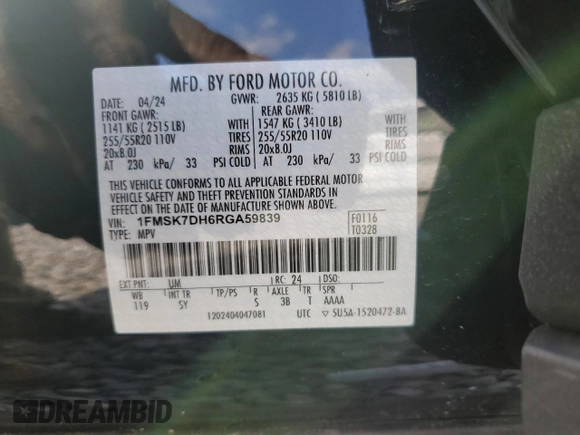 MFD. BY FORD MOTOR CO.
DATE: 04/24 GVWR: 2635 KG ( 5810 LB)
FRONT GAWR: REAR GAWR:
1141 KG ( 2515 LB) WITH 1547 KG ( 3410 LB) WITH
255/55R20 110V TIRES 255/55R20 110V TIRES
20x8.0J RIMS 20x8.0J RIMS
AT 230 kPa/ 33 PSI COLD AT 230 kPa/ 33 PSI COLD
THIS VEHICLE CONFORMS TO ALL APPLICABLE FEDERAL MOTOR
VEHICLE SAFETY AND THEFT PREVENTION STANDARDS IN
EFFECT ON THE DATE OF MANUFACTURE SHOWN ABOVE.
VIN: 1FMSK7DH6RGA59839 F0116
TYPE: MPV T0328
EXT PNT: UM RC: 24 DSO:
WB INT TR TP/PS R AXLE TR SPR
119 SY S 3B T AAAA
1202404047081 UTC ▽ 5U5A-1520472-BA
DREAMBID